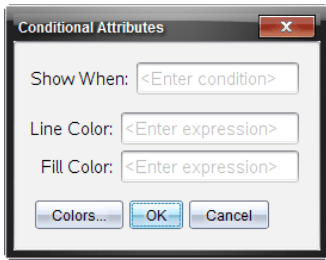 Conditional Attributes
Show When: <Enter condition>
Line Color: <Enter expression>
Fill Color: <Enter expression>
Colors... OK Cancel